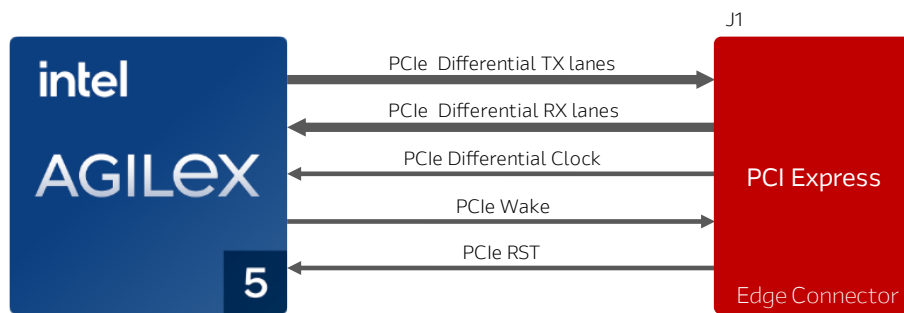 J1
intel
AGILEX
5
PCIe Differential TX lanes
PCIe Differential RX lanes
PCIe Differential Clock
PCIe Wake
PCIe RST
PCI Express
Edge Connector